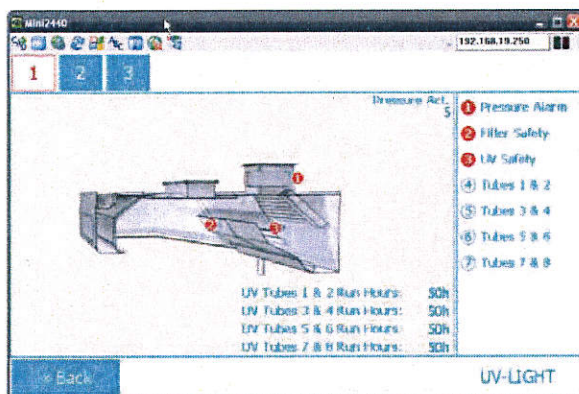 Mini2440
192.168.19.250
1 2 3
Pressure Act.
5
1 Pressure Alarm
2 Filter Safety
3 UV Safety
4 Tubes 1 & 2
5 Tubes 3 & 4
6 Tubes 5 & 6
7 Tubes 7 & 8
1
2
3
UV Tubes 1 & 2 Run Hours: 50h
UV Tubes 3 & 4 Run Hours: 50h
UV Tubes 5 & 6 Run Hours: 50h
UV Tubes 7 & 8 Run Hours: 50h
« Back
UV-LIGHT